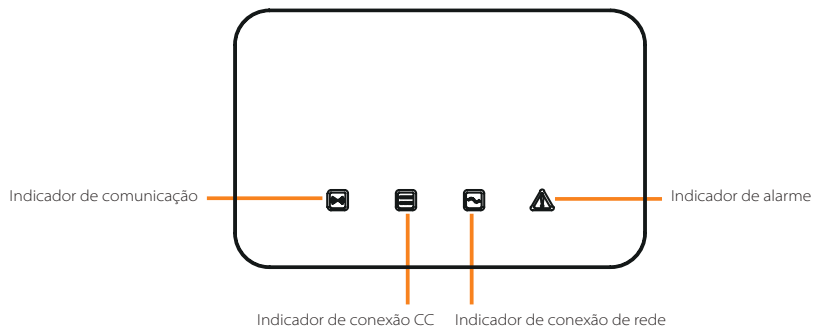 Indicador de comunicação
Indicador de alarme
Indicador de conexão CC
Indicador de conexão de rede